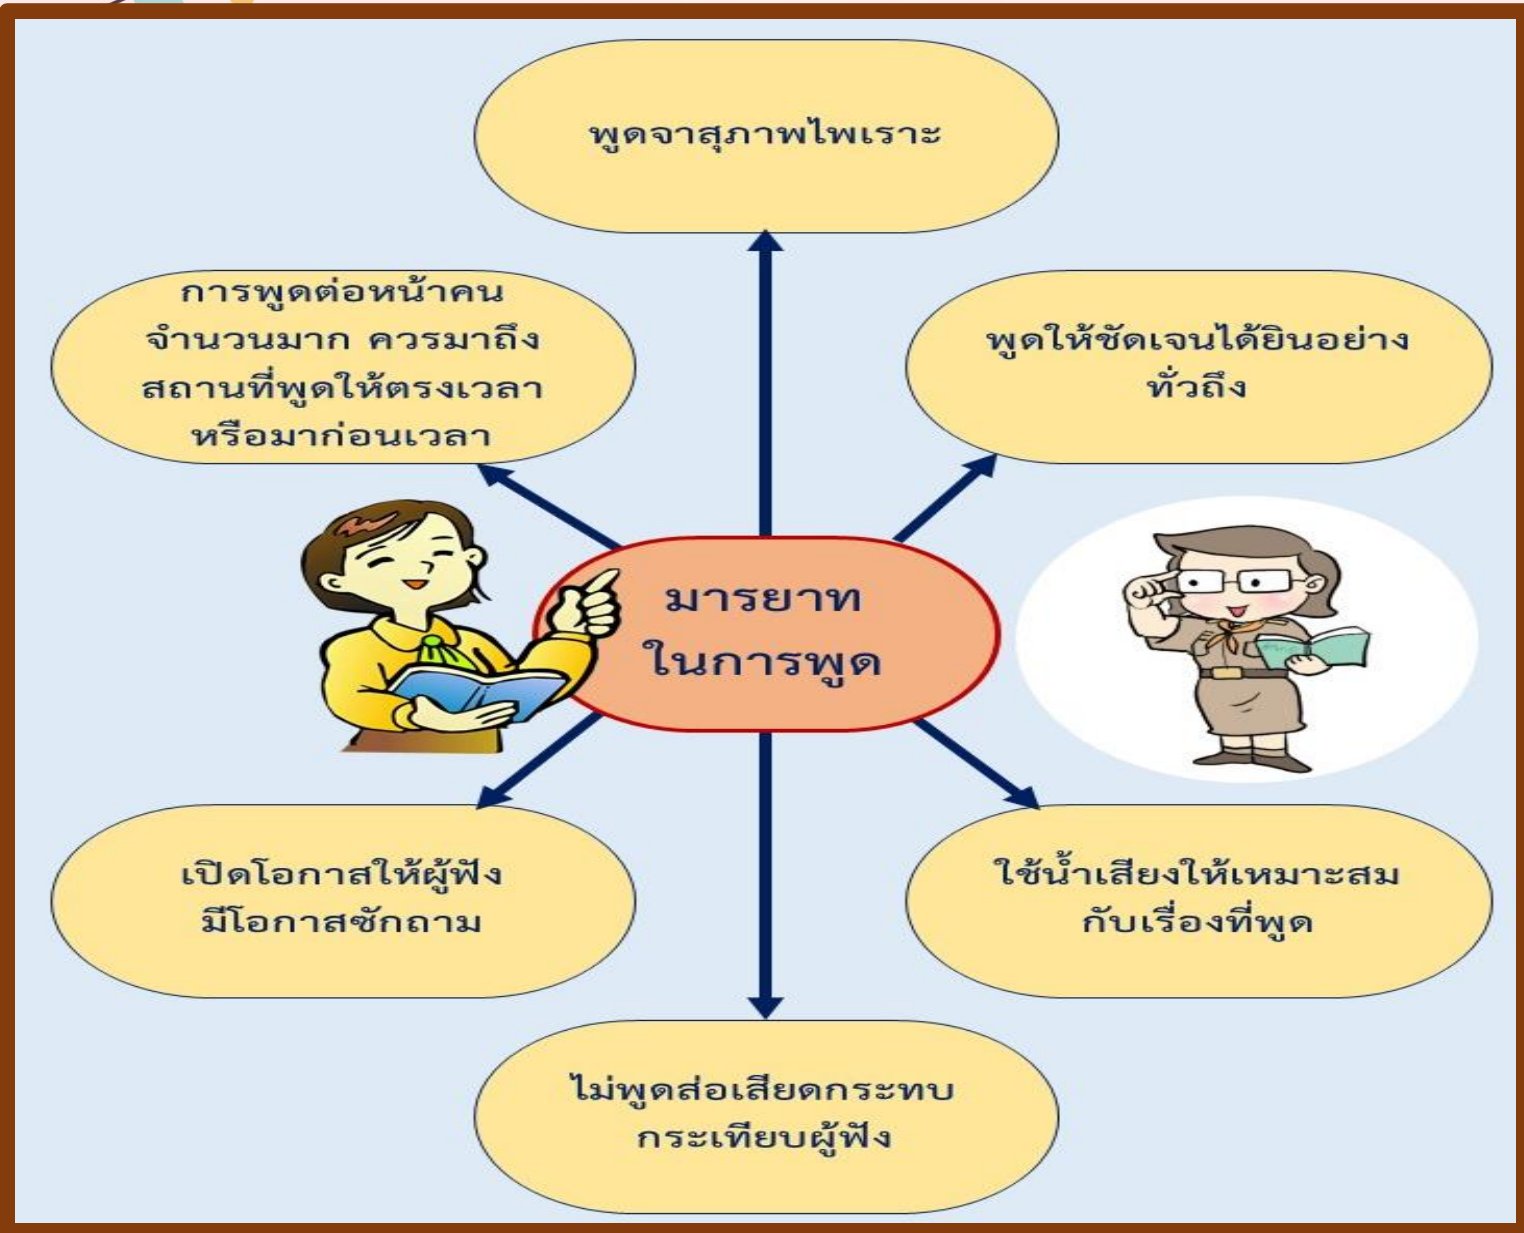 พูดจาสุภาพไพเราะ
การพูดต่อหน้าคน
จำนวนมาก ควรมาถึง
สถานที่พูดให้ตรงเวลา
หรือมาก่อนเวลา
พูดให้ชัดเจนได้ยินอย่าง
ทั่วถึง
มารยาท
ในการพูด
เปิดโอกาสให้ผู้ฟัง
มีโอกาสซักถาม
ใช้น้ำเสียงให้เหมาะสม
กับเรื่องที่พูด
ไม่พูดส่อเสียดกระทบ
กระเทียบผู้ฟัง